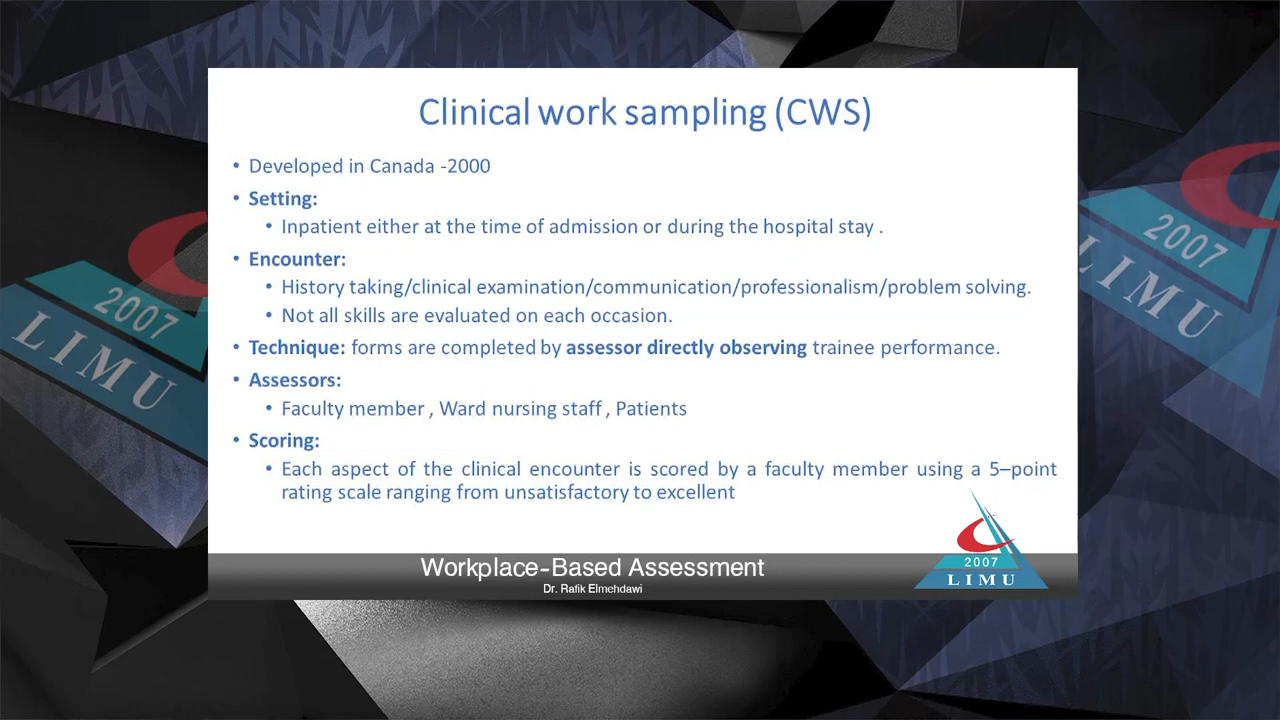 Clinical work sampling (CWS)
• Developed in Canada -2000
• Setting:
• Inpatient either at the time of admission or during the hospital stay .
• Encounter:
• History taking/clinical examination/communication/professionalism/problem solving.
• Not all skills are evaluated on each occasion.
• Technique: forms are completed by assessor directly observing trainee performance.
• Assessors:
• Faculty member , Ward nursing staff , Patients
• Scoring:
• Each aspect of the clinical encounter is scored by a faculty member using a 5–point
rating scale ranging from unsatisfactory to excellent
Workplace-Based Assessment
Dr. Rafik Elmehdawi
2007
LIMU
2007
LIMU
2007
LIMU